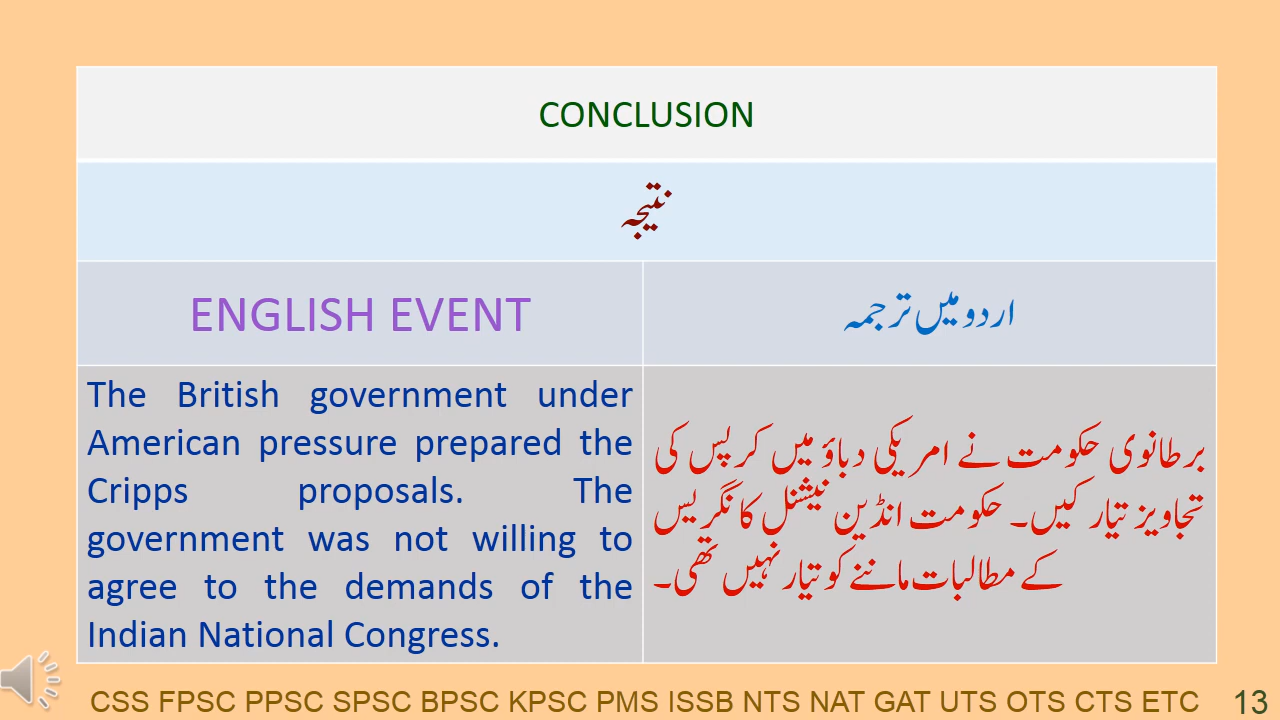 CONCLUSION
نتیجہ
ENGLISH EVENT
اردو میں ترجمہ
The British government under
American pressure prepared the
Cripps proposals. The
government was not willing to
agree to the demands of the
Indian National Congress.
برطانوی حکومت نے امریکی دباؤ میں کرپس کی
تجاویز تیار کیں۔ حکومت انڈین نیشنل کانگریس
کے مطالبات ماننے کو تیار نہیں تھی۔
CSS FPSC PPSC SPSC BPSC KPSC PMS ISSB NTS NAT GAT UTS OTS CTS ETC
13